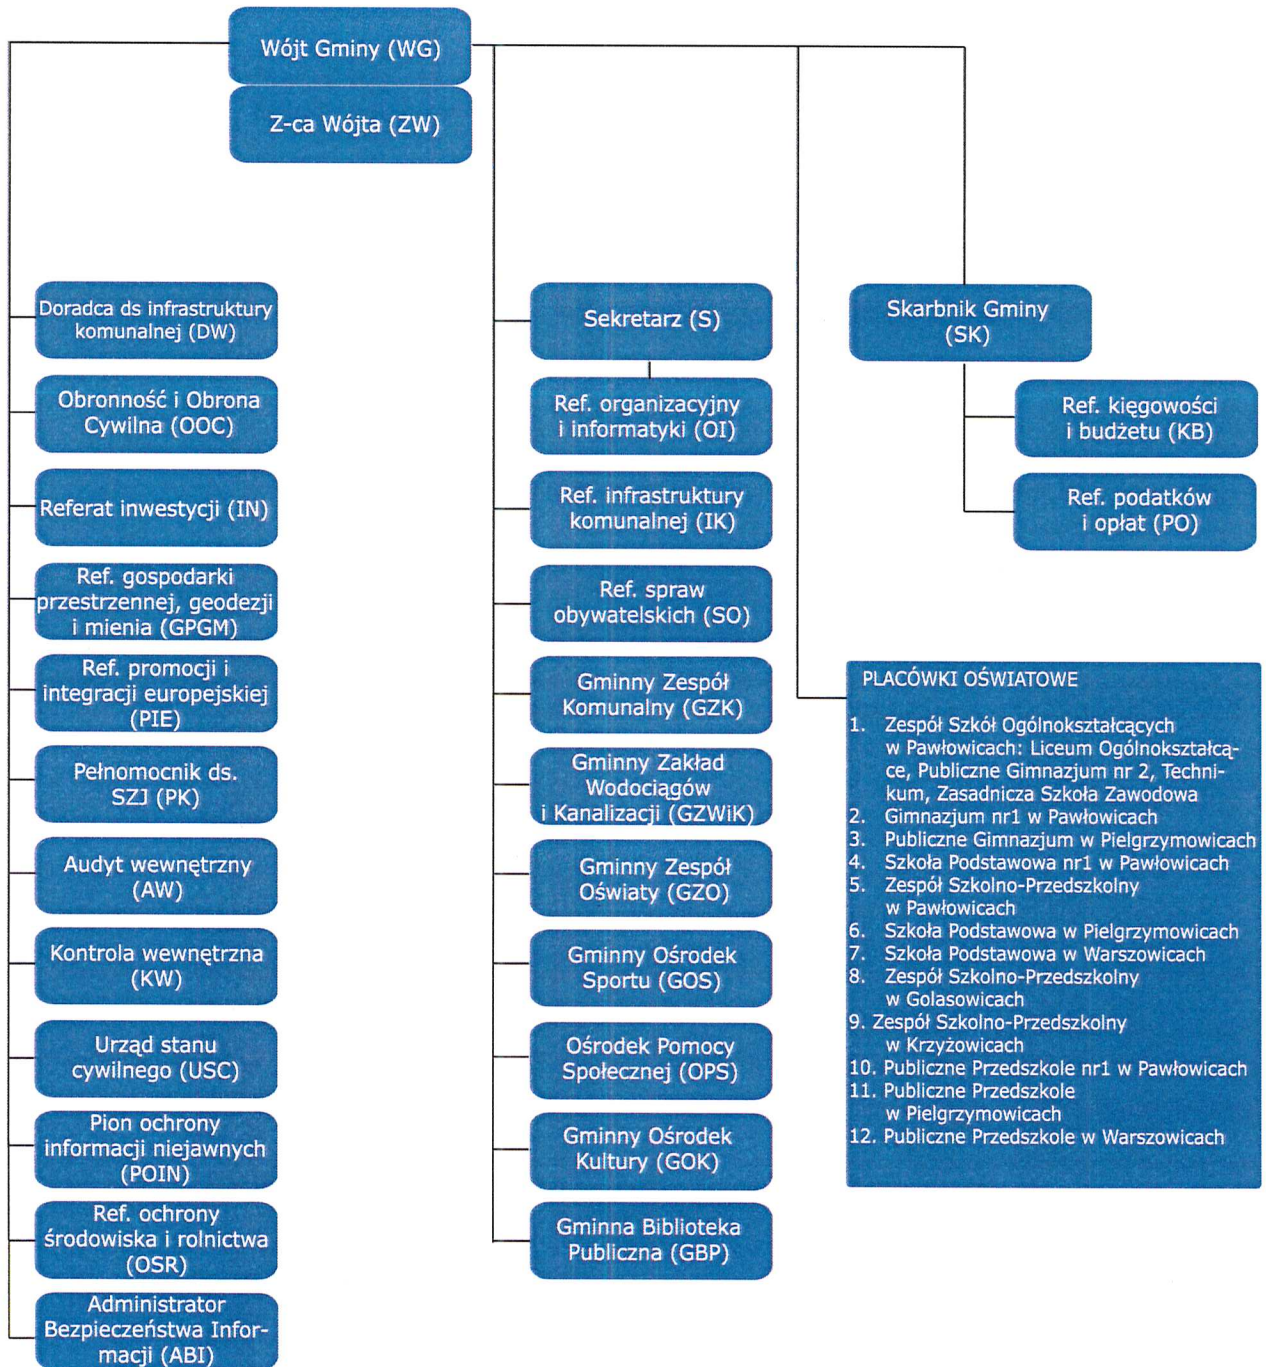 Wójt Gminy (WG)
Z-ca Wójta (ZW)
Doradca ds infrastruktury
komunalnej (DW)
Obronność i Obrona
Cywilna (OOC)
Referat inwestycji (IN)
Ref. gospodarki
przestrzennej, geodezji
i mienia (GPGM)
Ref. promocji i
integracji europejskiej
(PIE)
Pełnomocnik ds.
SZJ (PK)
Audyt wewnętrzny
(AW)
Kontrola wewnętrzna
(KW)
Urząd stanu
cywilnego (USC)
Pion ochrony
informacji niejawnych
(POIN)
Ref. ochrony
środowiska i rolnictwa
(OSR)
Administrator
Bezpieczeństwa Infor-
macji (ABI)
Sekretarz (S)
Ref. organizacyjny
i informatyki (OI)
Ref. infrastruktury
komunalnej (IK)
Ref. spraw
obywatelskich (SO)
Gminny Zespół
Komunalny (GZK)
Gminny Zakład
Wodociągów
i Kanalizacji (GZWiK)
Gminny Zespół
Oświaty (GZO)
Gminny Ośrodek
Sportu (GOS)
Ośrodek Pomocy
Społecznej (OPS)
Gminny Ośrodek
Kultury (GOK)
Gminna Biblioteka
Publiczna (GBP)
Skarbnik Gminy
(SK)
Ref. kięgowości
i budżetu (KB)
Ref. podatków
i opłat (PO)
PLACÓWKI OŚWIATOWE
1. Zespół Szkół Ogólnokształcących
w Pawłowicach: Liceum Ogólnokształcą-
ce, Publiczne Gimnazjum nr 2, Techni-
kum, Zasadnicza Szkoła Zawodowa
2. Gimnazjum nr1 w Pawłowicach
3. Publiczne Gimnazjum w Pielgrzymowicach
4. Szkoła Podstawowa nr1 w Pawłowicach
5. Zespół Szkolno-Przedszkolny
w Pawłowicach
6. Szkoła Podstawowa w Pielgrzymowicach
7. Szkoła Podstawowa w Warszowicach
8. Zespół Szkolno-Przedszkolny
w Golasowicach
9. Zespół Szkolno-Przedszkolny
w Krzyżowicach
10. Publiczne Przedszkole nr1 w Pawłowicach
11. Publiczne Przedszkole
w Pielgrzymowicach
12. Publiczne Przedszkole w Warszowicach